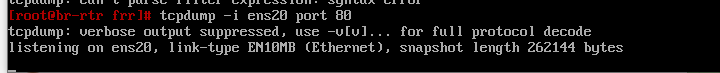 tcpdump: can't parse filter expression: syntax error
[root@br-rtr frr]# tcpdump -i ens20 port 80
tcpdump: verbose output suppressed, use -v[v]... for full protocol decode
listening on ens20, link-type EN10MB (Ethernet), snapshot length 262144 bytes